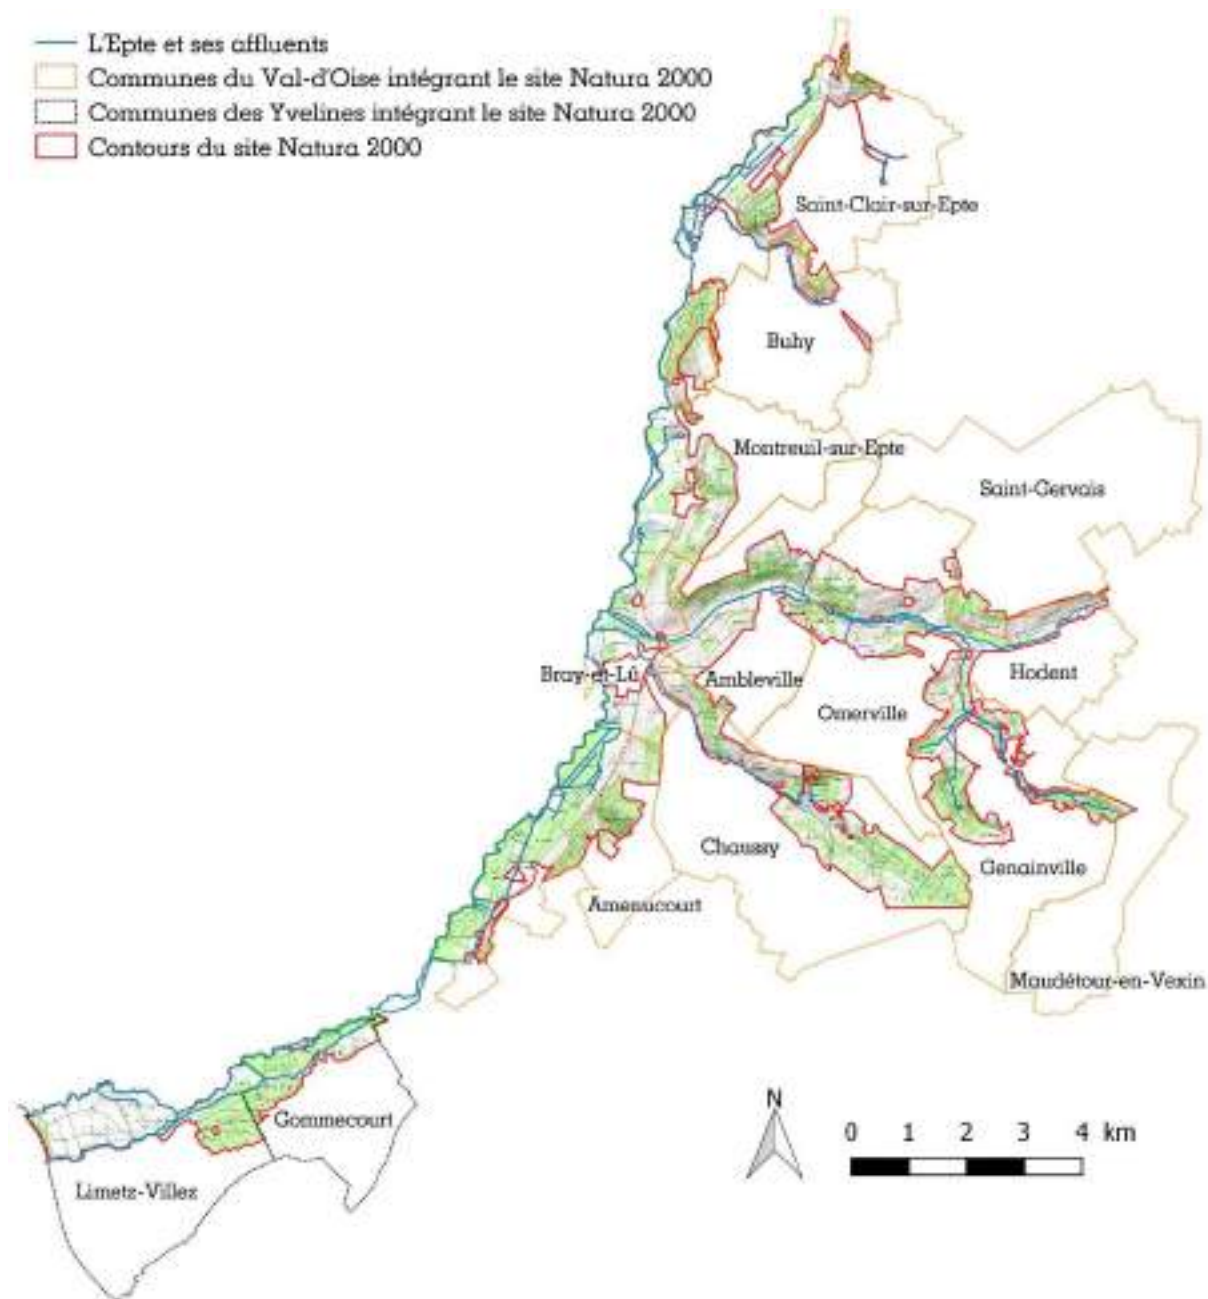 L'Epte et ses affluents
Communes du Val-d'Oise intégrant le site Natura 2000
Communes des Yvelines intégrant le site Natura 2000
Contours du site Natura 2000
Saint-Clair-sur-Epte
Buhy
Montreuil-sur-Epte
Saint-Gervais
Bray-et-Lû
Ambleville
Hodent
Omerville
Chaussy
Genainville
Amenucourt
Maudétour-en-Vexin
Gommecourt
Limetz-Villez
N
0 1 2 3 4 km